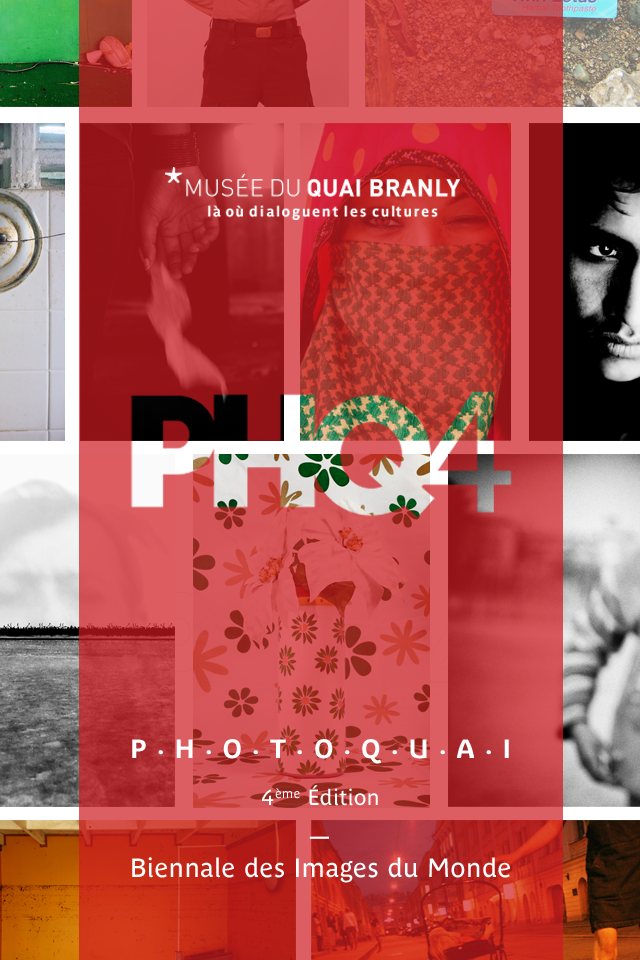 *MUSÉE DU QUAI BRANLY
là où dialoguent les cultures
PHQ4
P·H·O·T·O·Q·U·A·I
4ème Édition
—
Biennale des Images du Monde